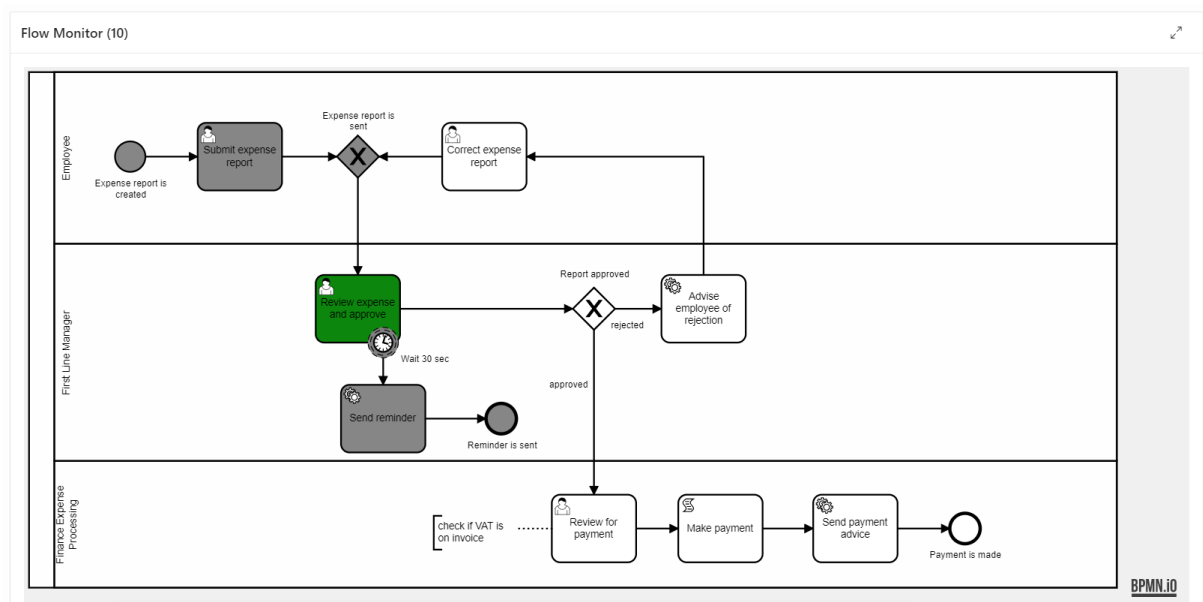 Flow Monitor (10)
Employee
Expense report is
created
Submit expense
report
Expense report is
sent
Correct expense
report
First Line Manager
Review expense
and approve
Wait 30 sec
Send reminder
Reminder is sent
Report approved
rejected
approved
Advise
employee of
rejection
Finance Expense
Processing
check if VAT is
on invoice
Review for
payment
Make payment
Send payment
advice
Payment is made
BPMN.iO